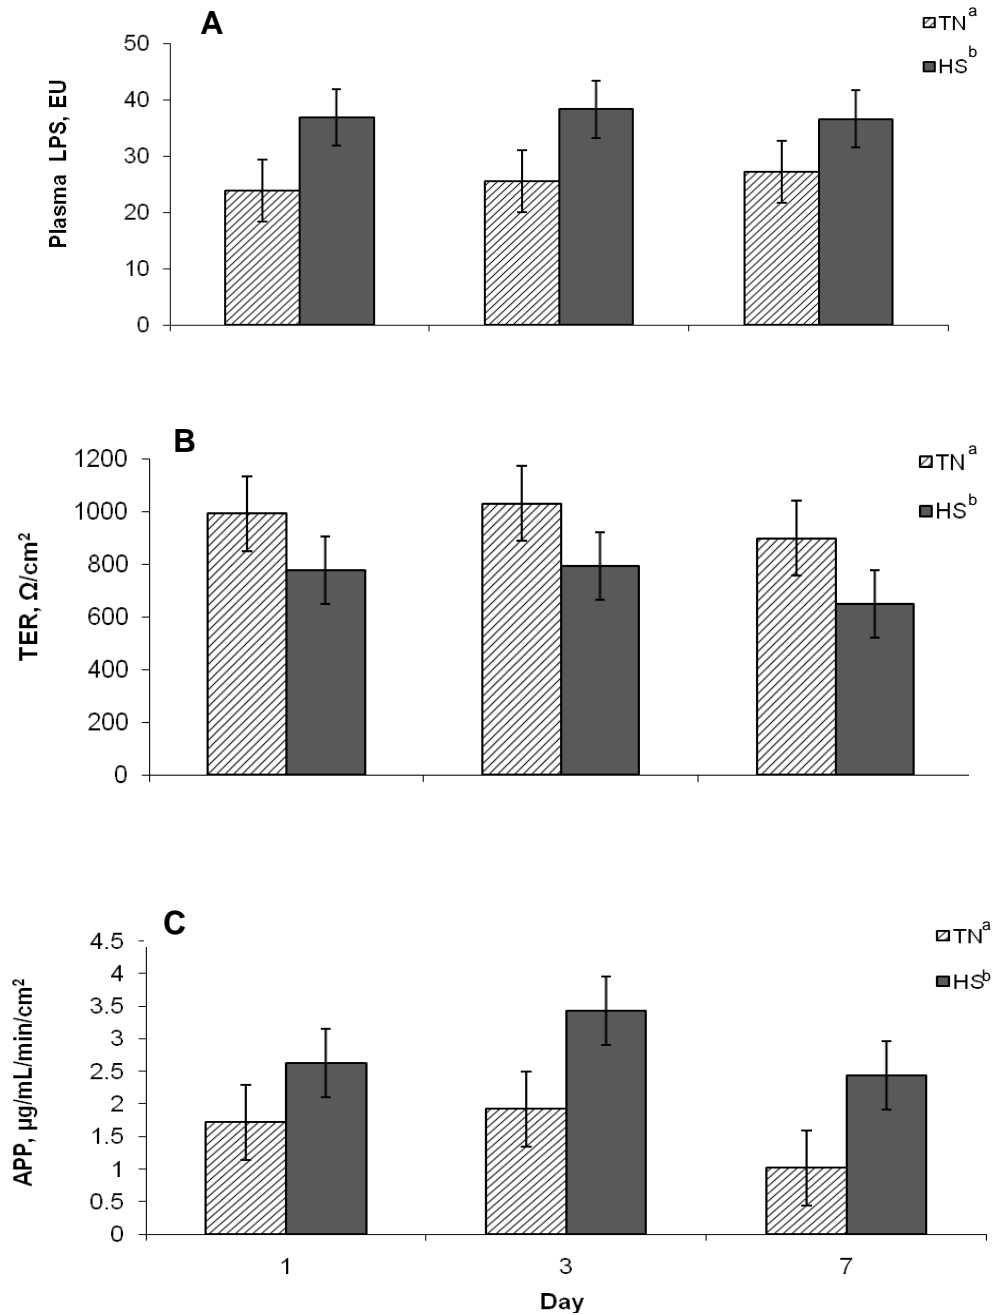 A
TNᵃ
HSᵇ
Plasma LPS, EU
50
40
30
20
10
0
B
TNᵃ
HSᵇ
TER, Ω/cm²
1200
1000
800
600
400
200
0
C
TNᵃ
HSᵇ
APP, µg/mL/min/cm²
4.5
4
3.5
3
2.5
2
1.5
1
0.5
0
1 3 7
Day